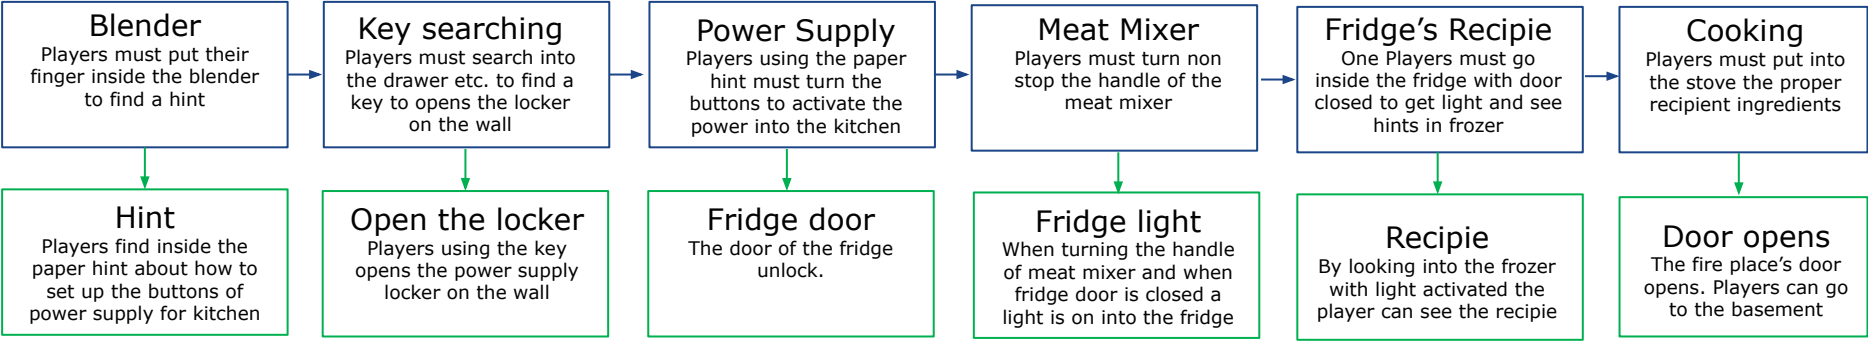 Blender
Players must put their
finger inside the blender
to find a hint
Key searching
Players must search into
the drawer etc. to find a
key to opens the locker
on the wall
Power Supply
Players using the paper
hint must turn the
buttons to activate the
power into the kitchen
Meat Mixer
Players must turn non
stop the handle of the
meat mixer
Fridge's Recipie
One Players must go
inside the fridge with door
closed to get light and see
hints in frozer
Cooking
Players must put into
the stove the proper
recipient ingredients
Hint
Players find inside the
paper hint about how to
set up the buttons of
power supply for kitchen
Open the locker
Players using the key
opens the power supply
locker on the wall
Fridge door
The door of the fridge
unlock.
Fridge light
When turning the handle
of meat mixer and when
fridge door is closed a
light is on into the fridge
Recipie
By looking into the frozer
with light activated the
player can see the recipie
Door opens
The fire place's door
opens. Players can go
to the basement